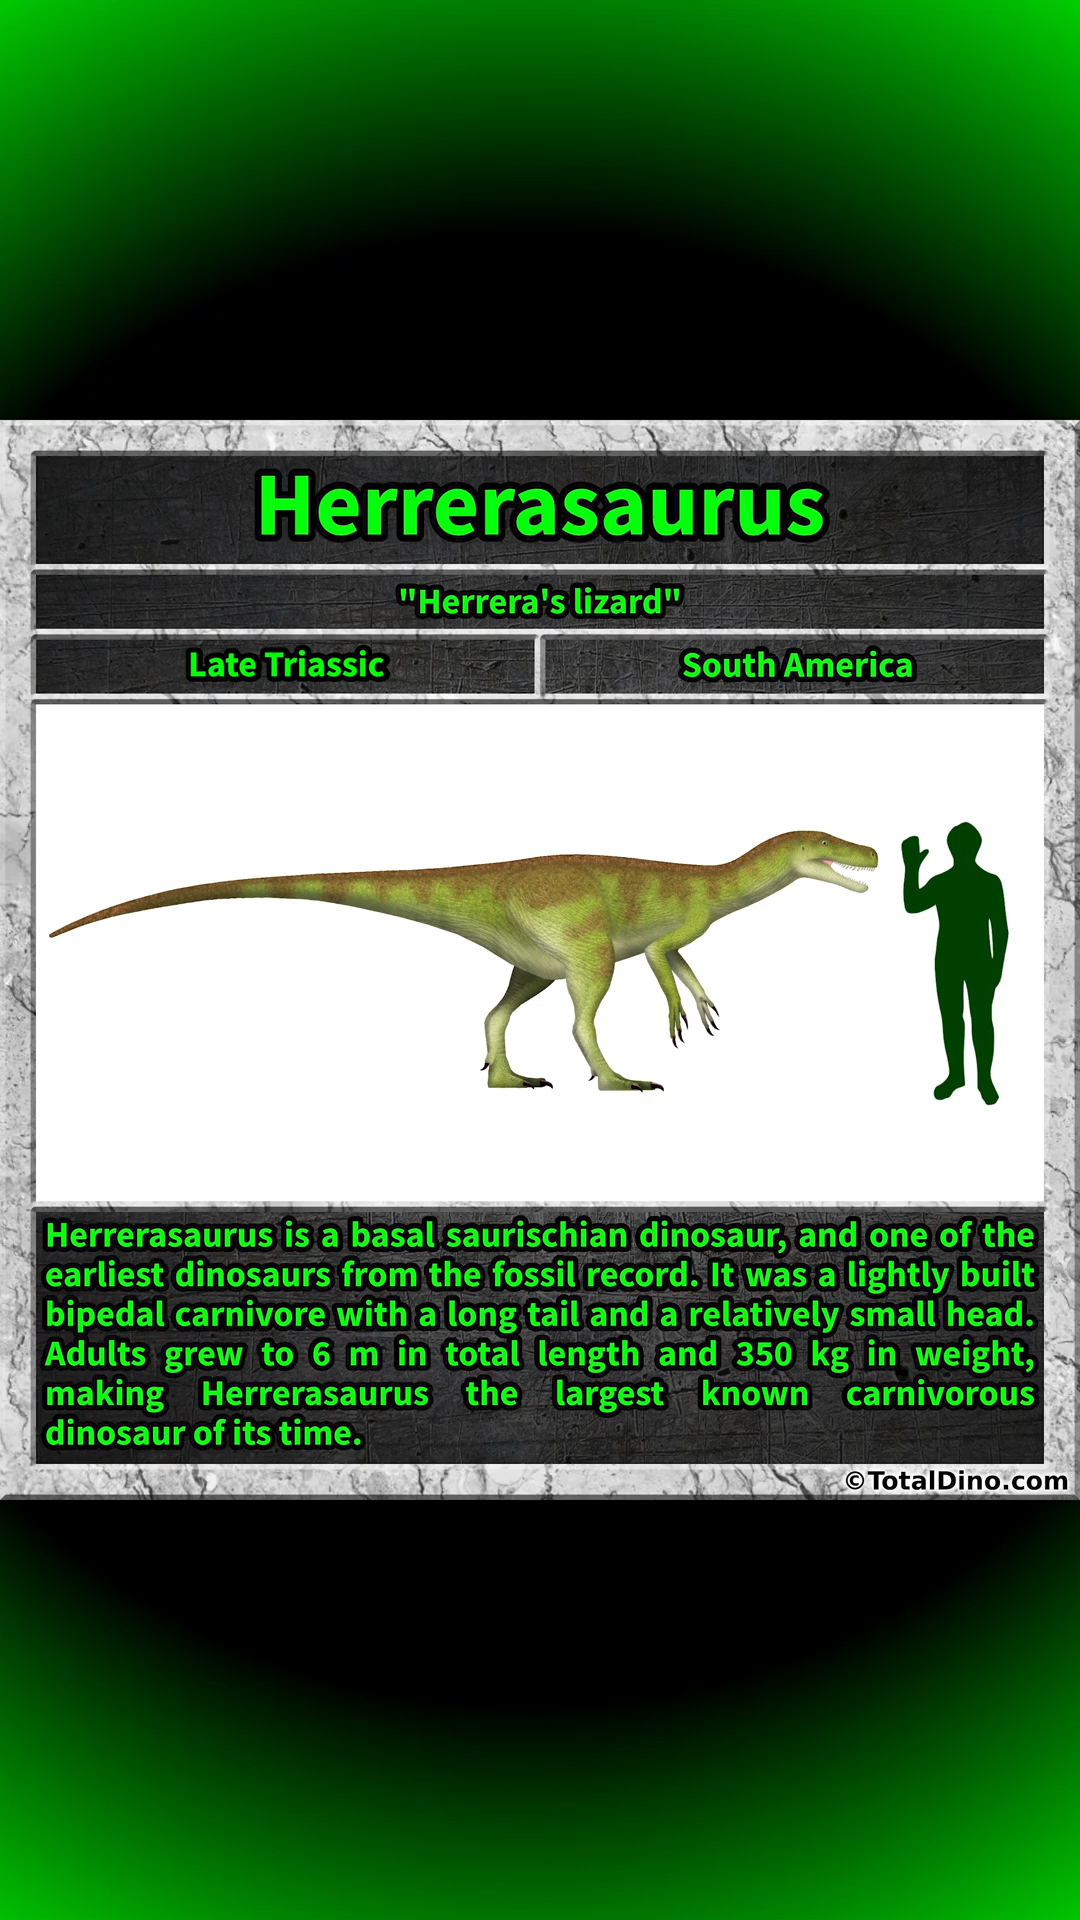 Herrerasaurus
"Herrera's lizard"
Late Triassic
South America
Herrerasaurus is a basal saurischian dinosaur, and one of the
earliest dinosaurs from the fossil record. It was a lightly built
bipedal carnivore with a long tail and a relatively small head.
Adults grew to 6 m in total length and 350 kg in weight,
making Herrerasaurus the largest known carnivorous
dinosaur of its time.
©TotalDino.com